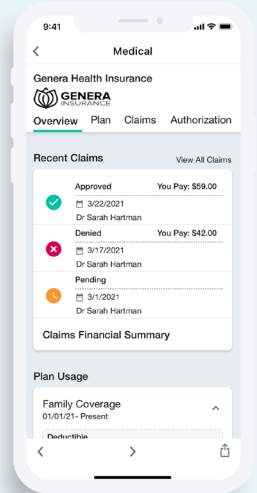 9:41
Medical
Genera Health Insurance
GENERA
INSURANCE
Overview Plan Claims Authorization
Recent Claims View All Claims
Approved You Pay: $59.00
3/22/2021
Dr Sarah Hartman
Denied You Pay: $42.00
3/17/2021
Dr Sarah Hartman
Pending
3/1/2021
Dr Sarah Hartman
Claims Financial Summary
Plan Usage
Family Coverage
01/01/21- Present
Deductible